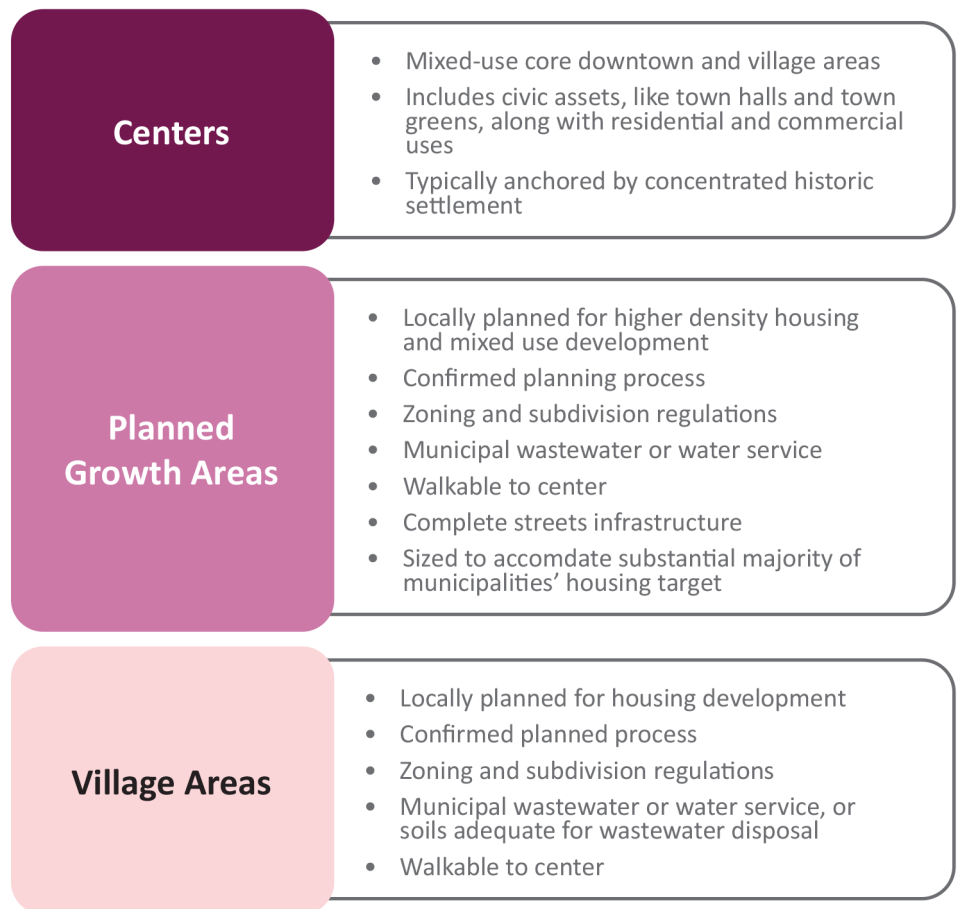 Centers
• Mixed-use core downtown and village areas
• Includes civic assets, like town halls and town
greens, along with residential and commercial
uses
• Typically anchored by concentrated historic
settlement
Planned
Growth Areas
• Locally planned for higher density housing
and mixed use development
• Confirmed planning process
• Zoning and subdivision regulations
• Municipal wastewater or water service
• Walkable to center
• Complete streets infrastructure
• Sized to accomdate substantial majority of
municipalities’ housing target
Village Areas
• Locally planned for housing development
• Confirmed planned process
• Zoning and subdivision regulations
• Municipal wastewater or water service, or
soils adequate for wastewater disposal
• Walkable to center